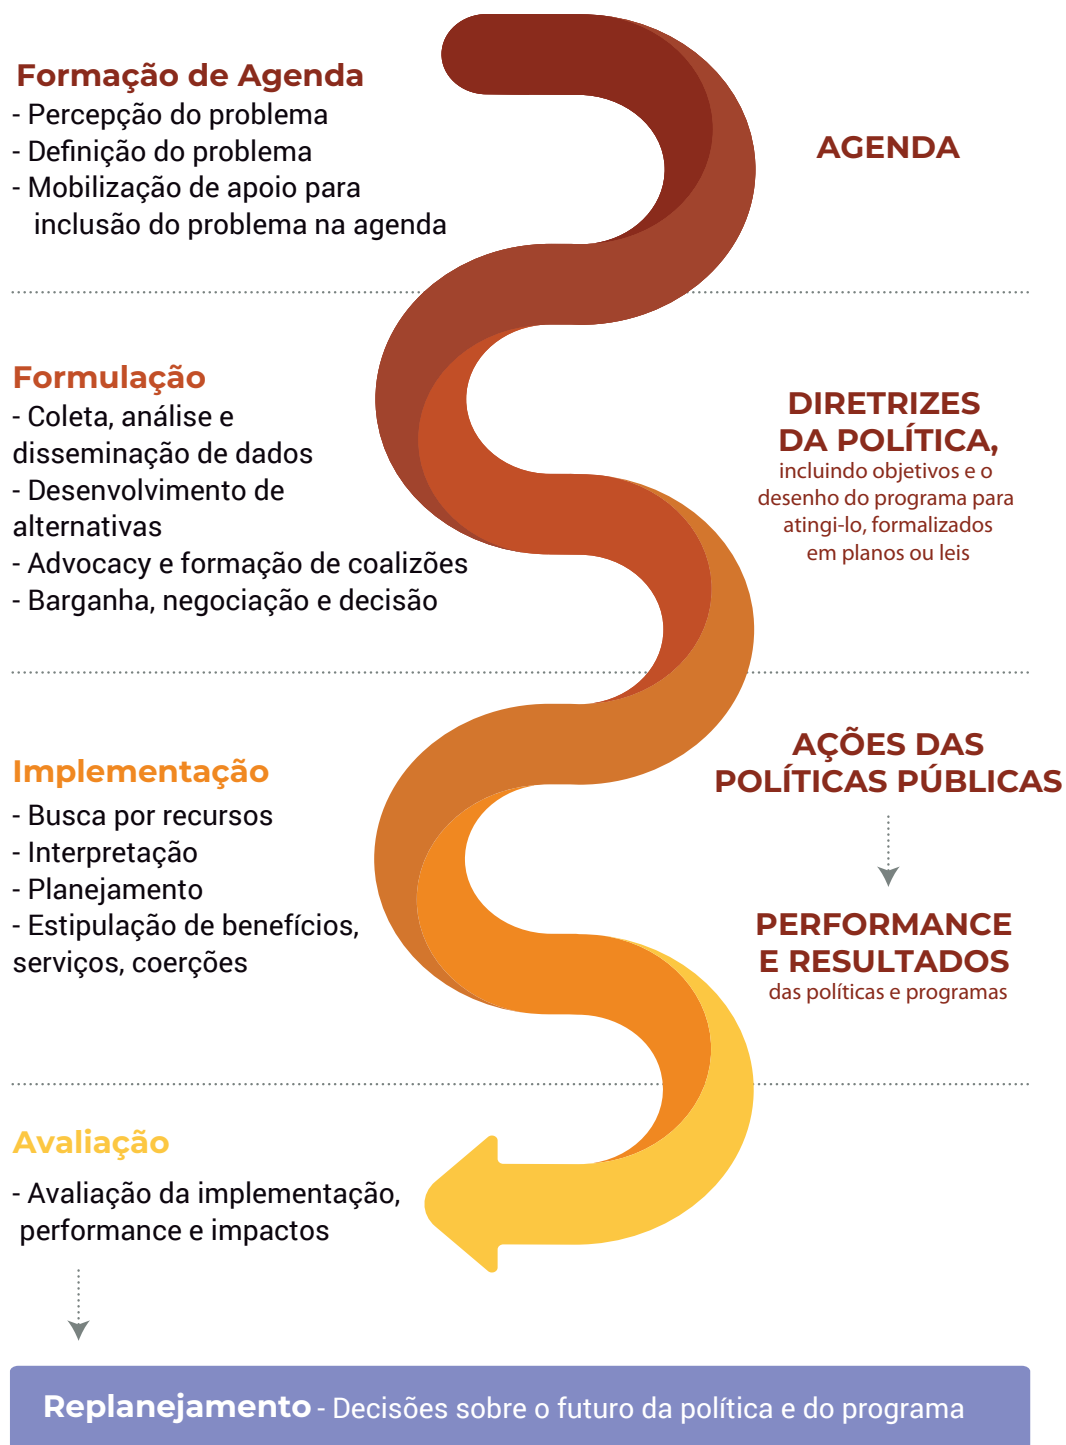 Formação de Agenda
- Percepção do problema
- Definição do problema
- Mobilização de apoio para
inclusão do problema na agenda
AGENDA
Formulação
- Coleta, análise e
disseminação de dados
- Desenvolvimento de
alternativas
- Advocacy e formação de coalizões
- Barganha, negociação e decisão
DIRETRIZES
DA POLÍTICA,
incluindo objetivos e o
desenho do programa para
atingi-lo, formalizados
em planos ou leis
Implementação
- Busca por recursos
- Interpretação
- Planejamento
- Estipulação de benefícios,
serviços, coerções
AÇÕES DAS
POLÍTICAS PÚBLICAS
PERFORMANCE
E RESULTADOS
das políticas e programas
Avaliação
- Avaliação da implementação,
performance e impactos
Replanejamento - Decisões sobre o futuro da política e do programa